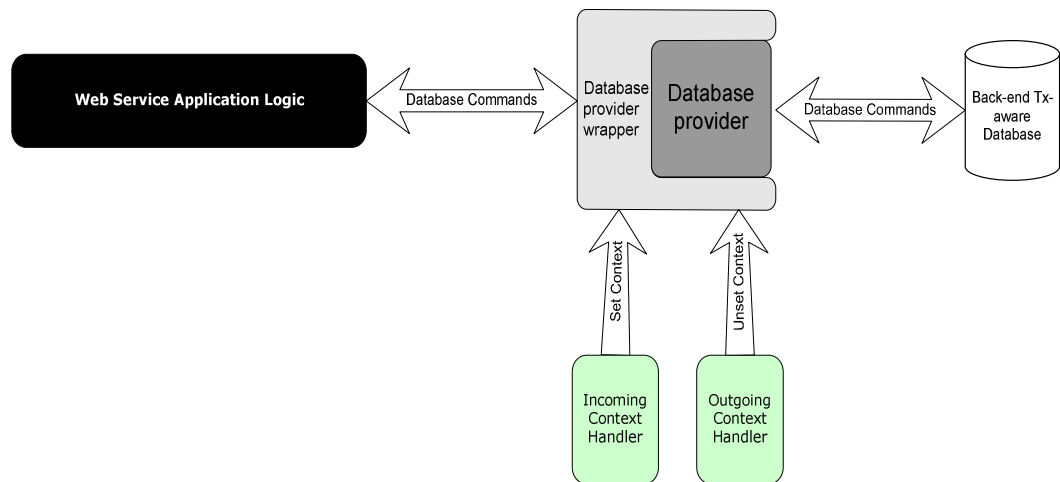 Web Service Application Logic
Database Commands
Database
provider
wrapper
Database
provider
Database Commands
Back-end Tx-
aware
Database
Set Context
Unset Context
Incoming
Context
Handler
Outgoing
Context
Handler